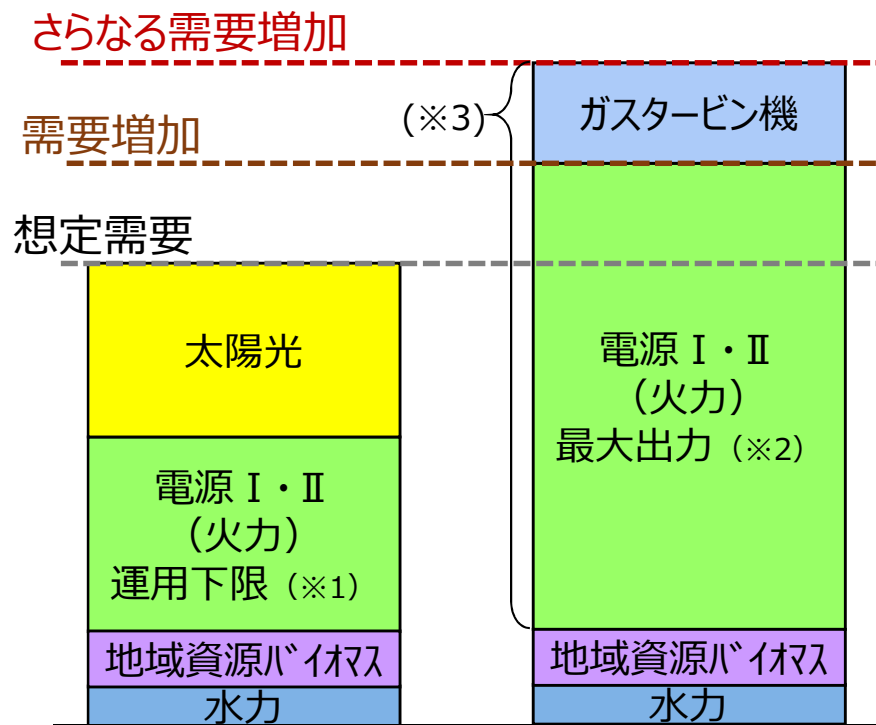 さらなる需要増加
需要増加
想定需要
太陽光
電源Ⅰ・Ⅱ
（火力）
運用下限（※1）
地域資源ﾊﾞｲｵﾏｽ
水力
（※3）
ガスタービン機
電源Ⅰ・Ⅱ
（火力）
最大出力（※2）
地域資源ﾊﾞｲｵﾏｽ
水力